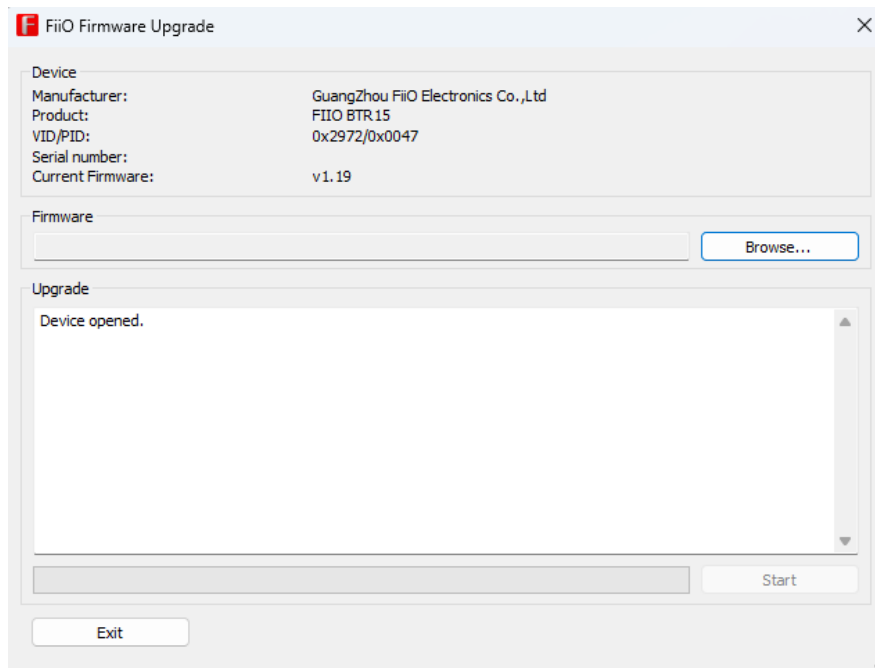 FiiO Firmware Upgrade
Device
Manufacturer: GuangZhou FiiO Electronics Co.,Ltd
Product: FIIO BTR15
VID/PID: 0x2972/0x0047
Serial number:
Current Firmware: v1.19
Firmware
Browse...
Upgrade
Device opened.
Start
Exit